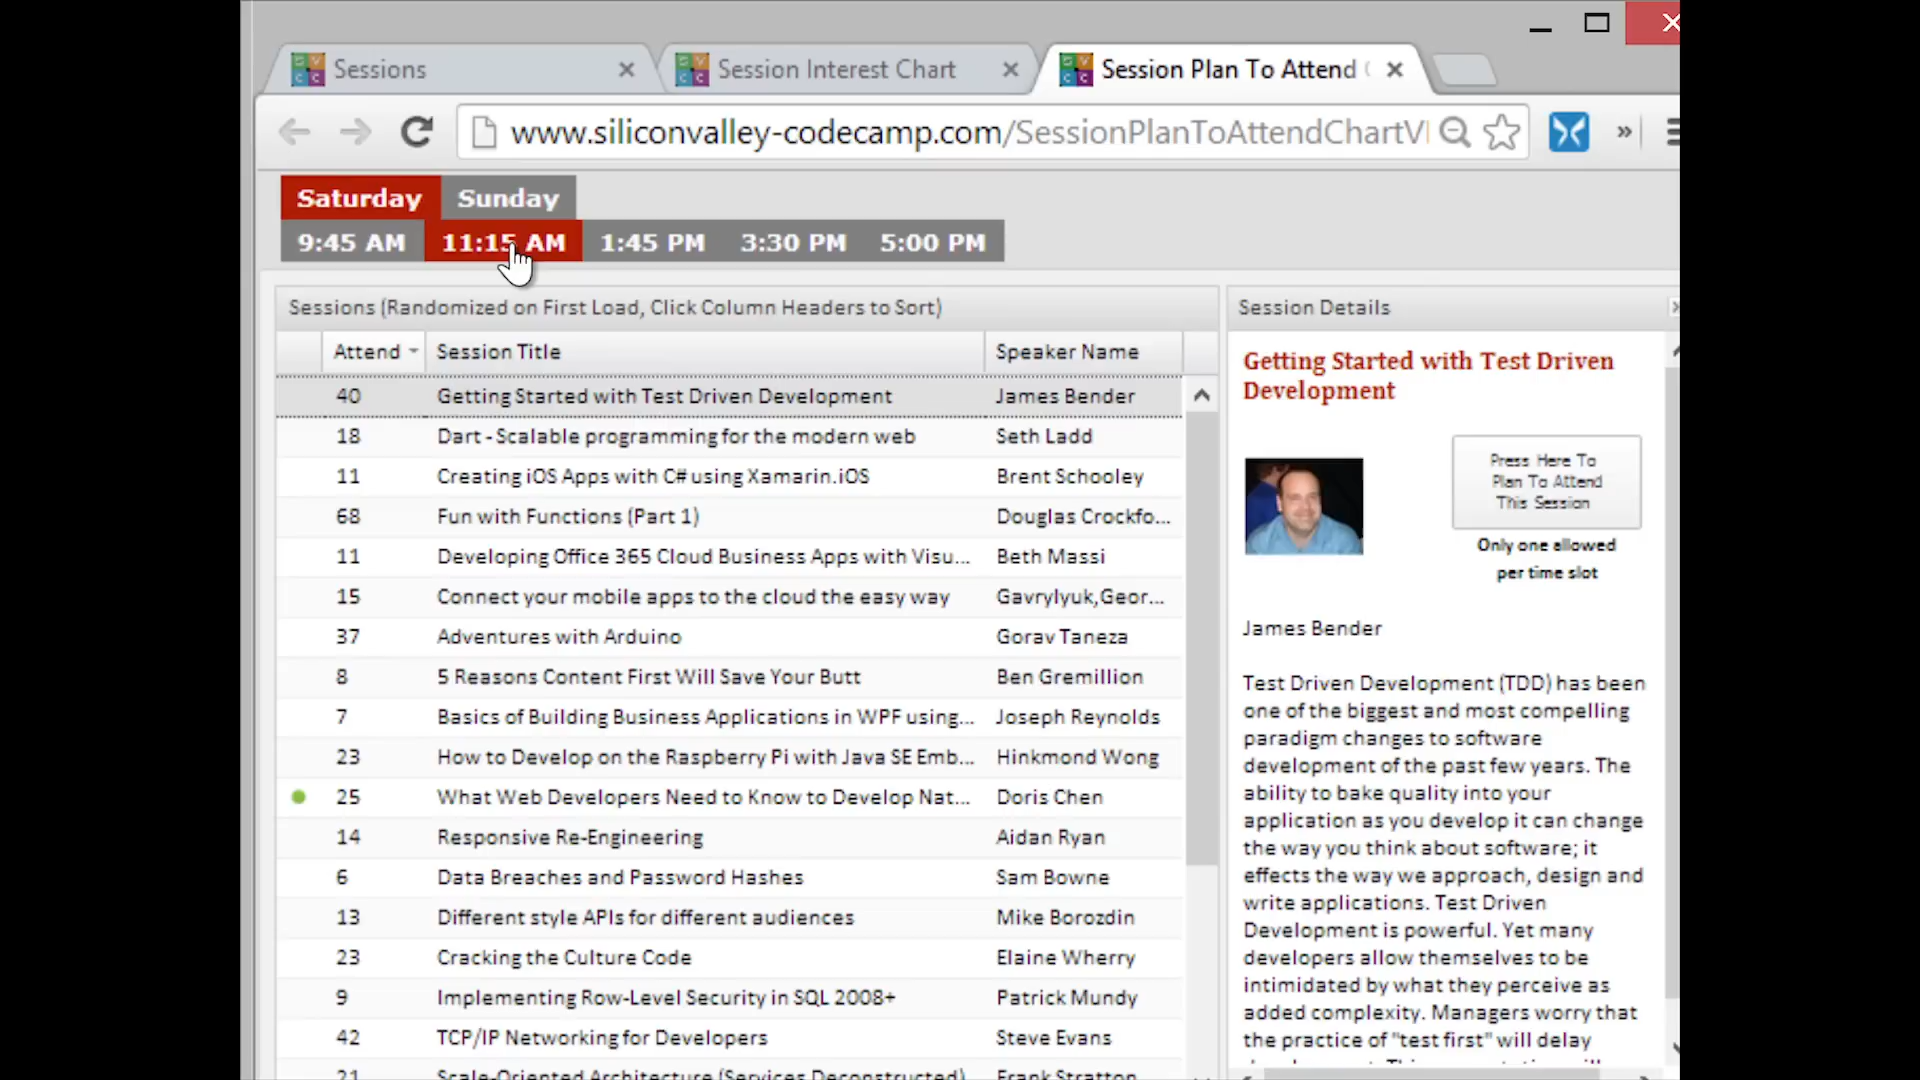 Sessions
Session Interest Chart
Session Plan To Attend
www.siliconvalley-codecamp.com/SessionPlanToAttendChartV
Saturday Sunday
9:45 AM 11:15 AM 1:45 PM 3:30 PM 5:00 PM
Sessions (Randomized on First Load, Click Column Headers to Sort)
Attend Session Title Speaker Name
40 Getting Started with Test Driven Development James Bender
18 Dart - Scalable programming for the modern web Seth Ladd
11 Creating iOS Apps with C# using Xamarin.iOS Brent Schooley
68 Fun with Functions (Part 1) Douglas Crockfo...
11 Developing Office 365 Cloud Business Apps with Visu... Beth Massi
15 Connect your mobile apps to the cloud the easy way Gavrylyuk,Geor...
37 Adventures with Arduino Gorav Taneza
8 5 Reasons Content First Will Save Your Butt Ben Gremillion
7 Basics of Building Business Applications in WPF using... Joseph Reynolds
23 How to Develop on the Raspberry Pi with Java SE Emb... Hinkmond Wong
25 What Web Developers Need to Know to Develop Nat... Doris Chen
14 Responsive Re-Engineering Aidan Ryan
6 Data Breaches and Password Hashes Sam Bowne
13 Different style APIs for different audiences Mike Borozdin
23 Cracking the Culture Code Elaine Wherry
9 Implementing Row-Level Security in SQL 2008+ Patrick Mundy
42 TCP/IP Networking for Developers Steve Evans
21 Scale-Oriented Architecture (Services Deconstructed) Frank Stratton
Session Details
Getting Started with Test Driven
Development
Press Here To
Plan To Attend
This Session
Only one allowed
per time slot
James Bender
Test Driven Development (TDD) has been
one of the biggest and most compelling
paradigm changes to software
development of the past few years. The
ability to bake quality into your
application as you develop it can change
the way you think about software; it
effects the way we approach, design and
write applications. Test Driven
Development is powerful. Yet many
developers allow themselves to be
intimidated by what they perceive as
added complexity. Managers worry that
the practice of "test first" will delay